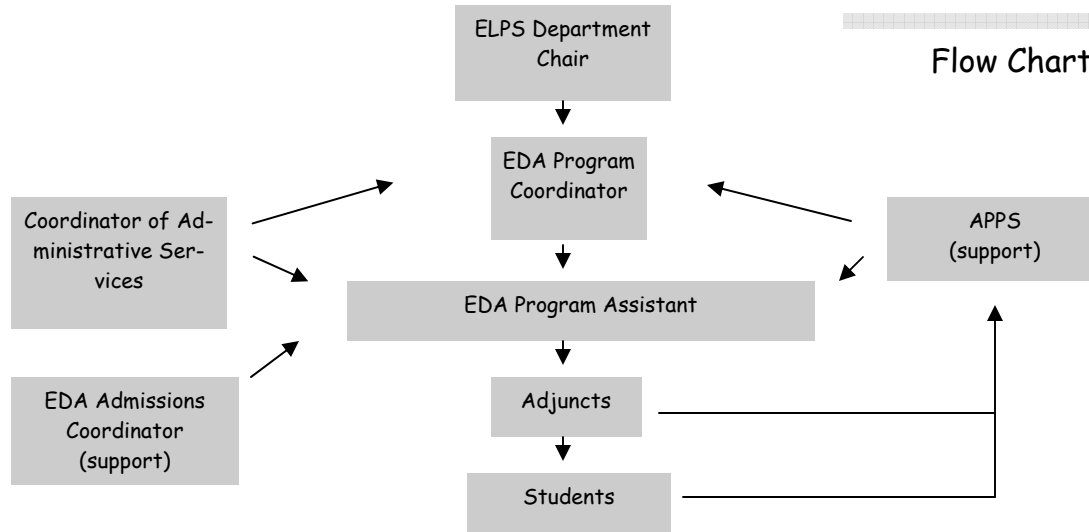 ELPS Department
Chair
Flow Chart
EDA Program
Coordinator
Coordinator of Ad-
ministrative Ser-
vices
APPS
(support)
EDA Program Assistant
EDA Admissions
Coordinator
(support)
Adjuncts
Students